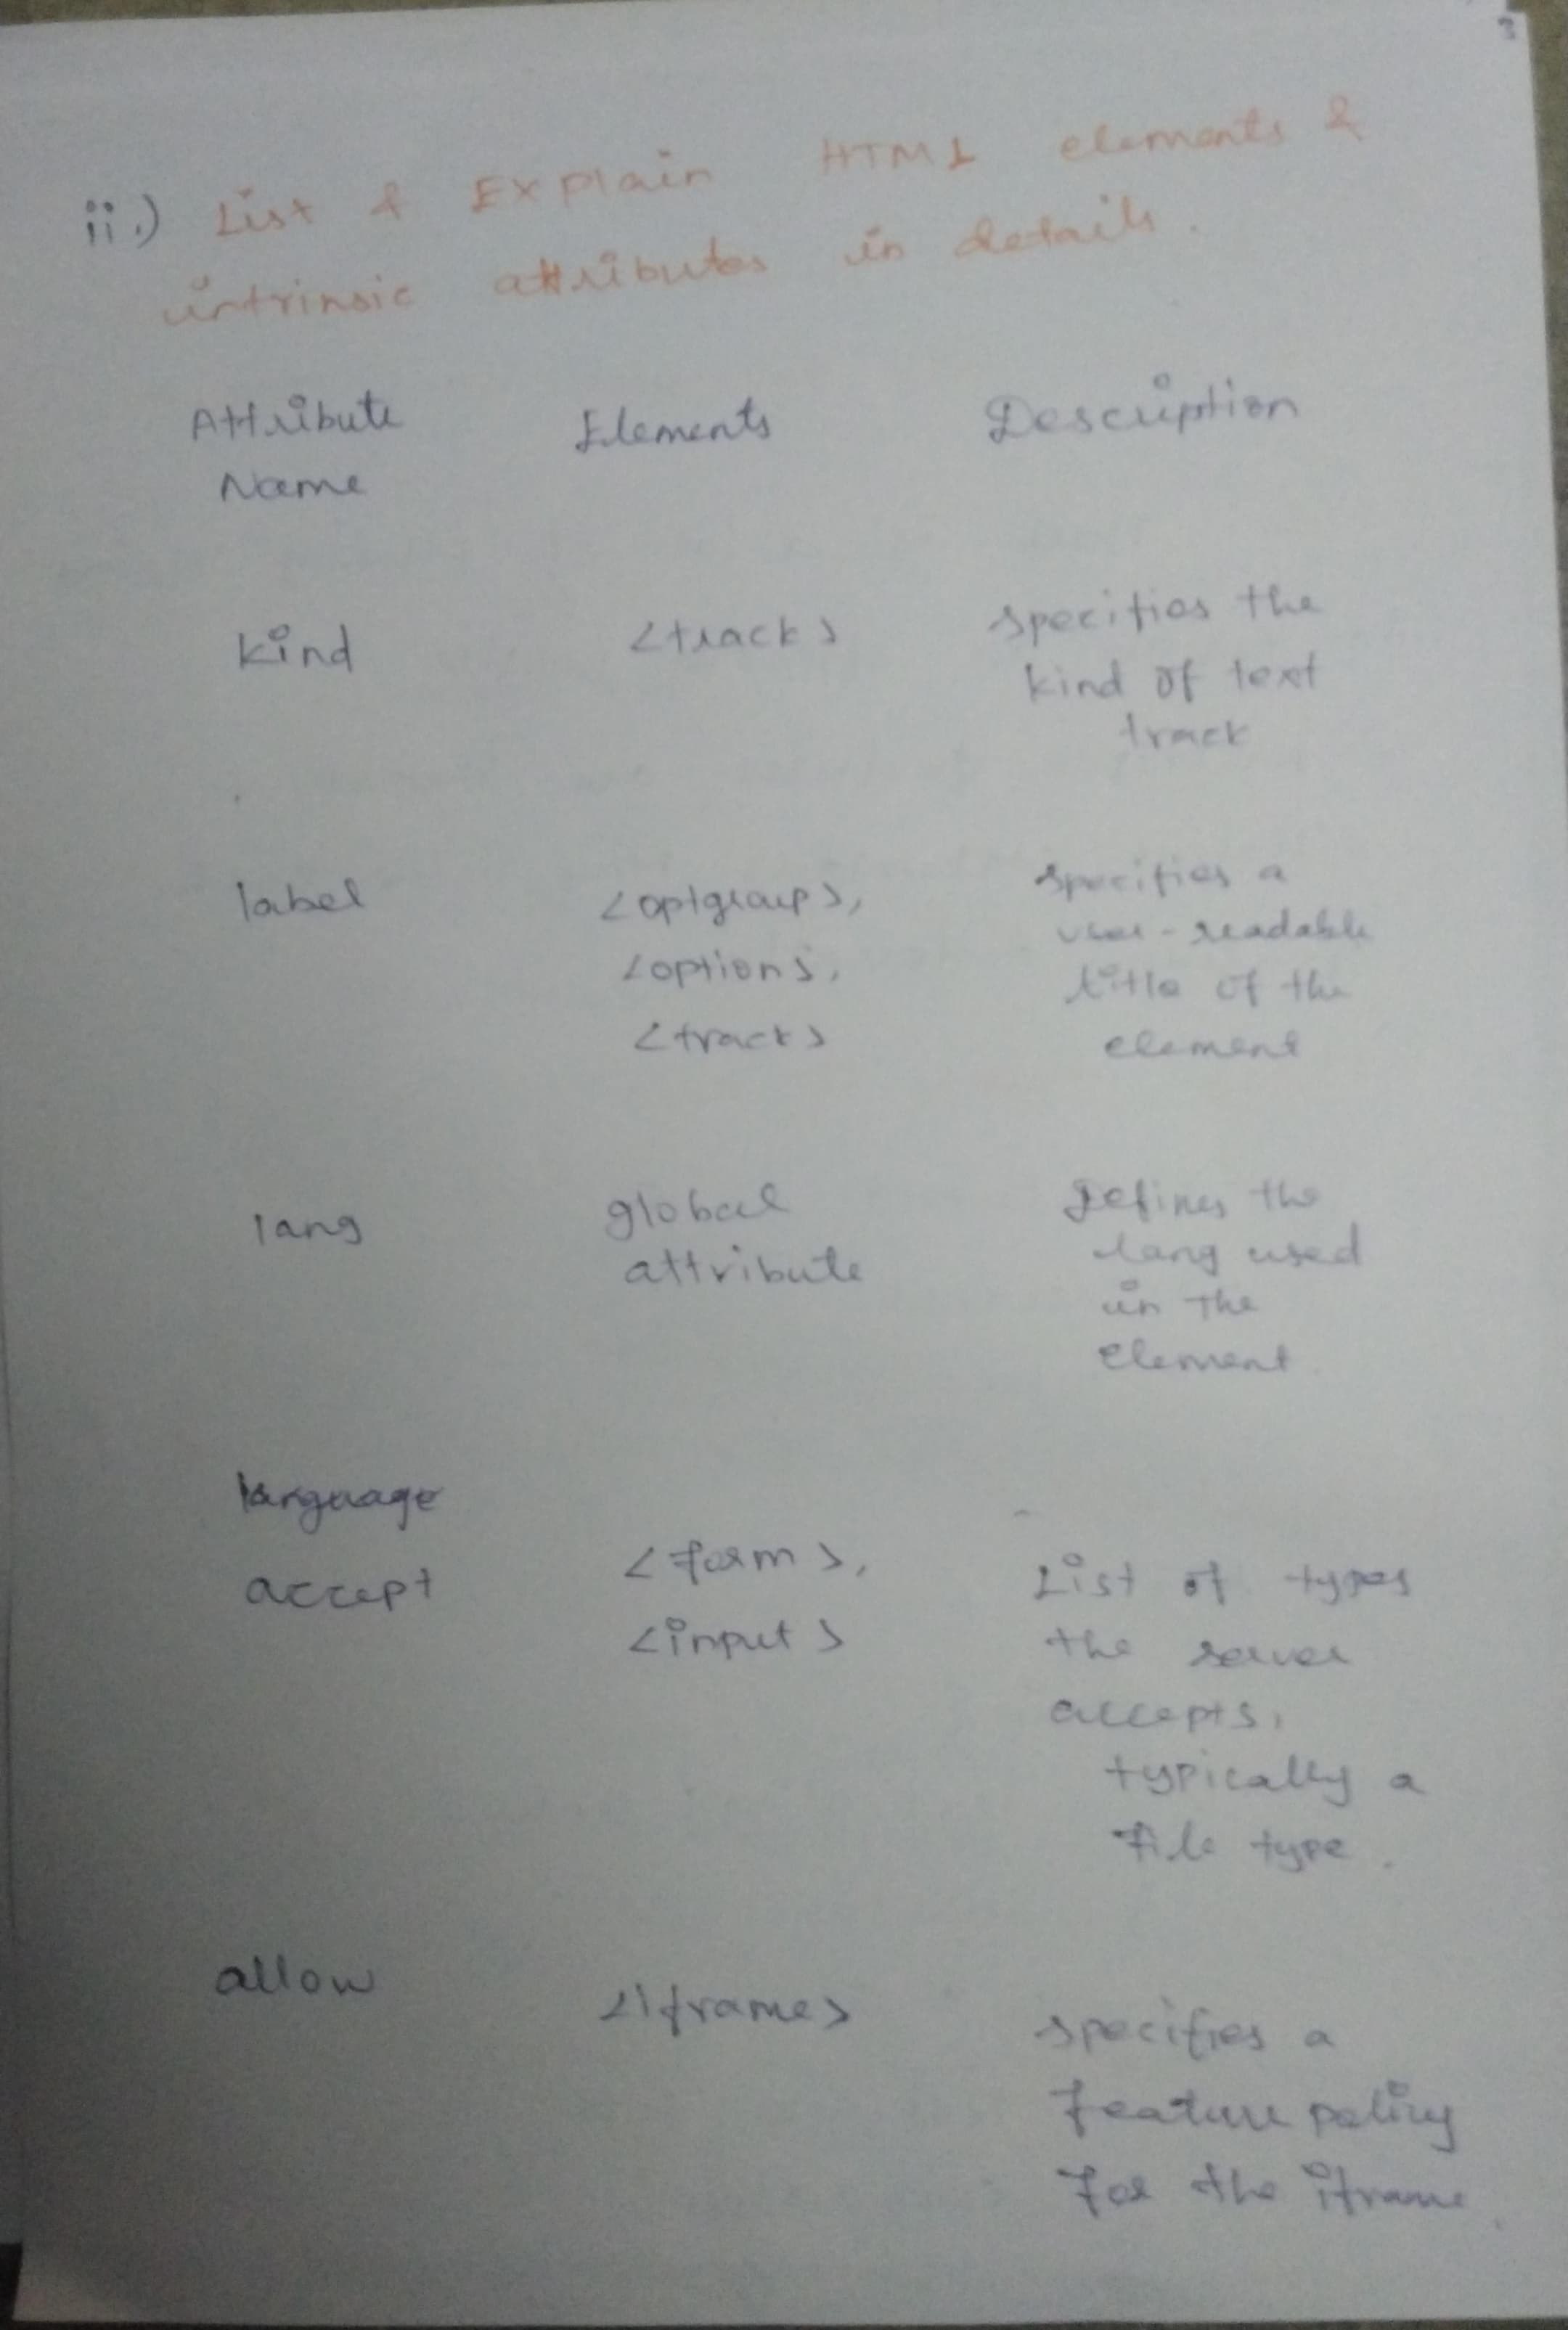 3
ii.) List & Explain HTML elements &
intrinsic attributes in details.
Attribute Name
Elements
Description
kind
<track>
specifies the
kind of text
track
label
<optgroup>,
<option>,
<track>
specifies a
user-readable
title of the
element
lang
global
attribute
defines the
lang used
in the
Element.
language
accept
<form>,
<input>
List of types
the server
accepts,
typically a
file type.
allow
<iframe>
specifies a
feature policy
for the iframe.